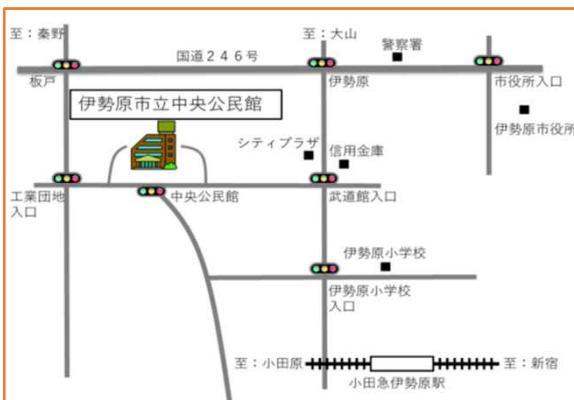 至：秦野
至：大山
国道２４６号
警察署
板戸
伊勢原
市役所入口
伊勢原市立中央公民館
伊勢原市役所
シティプラザ
信用金庫
工業団地
入口
中央公民館
武道館入口
伊勢原小学校
伊勢原小学校
入口
至：小田原
至：新宿
小田急伊勢原駅